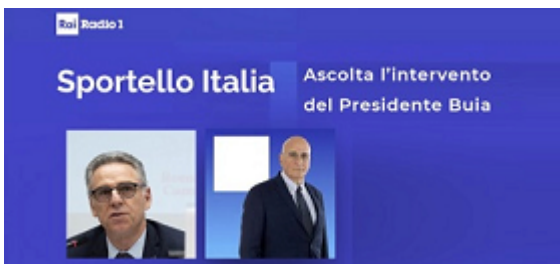 Rai Radio 1
Sportello Italia
Ascolta l'intervento
del Presidente Buia